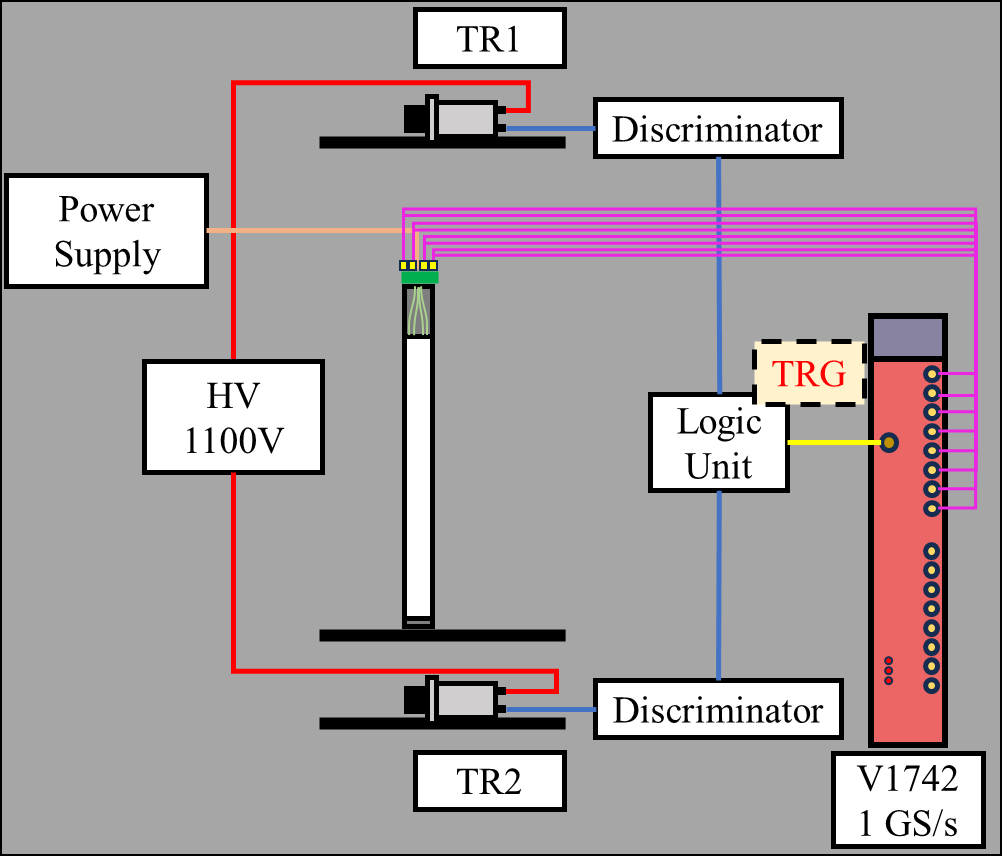 TR1
Discriminator
Power
Supply
HV
1100V
TRG
Logic
Unit
Discriminator
TR2
V1742
1 GS/s